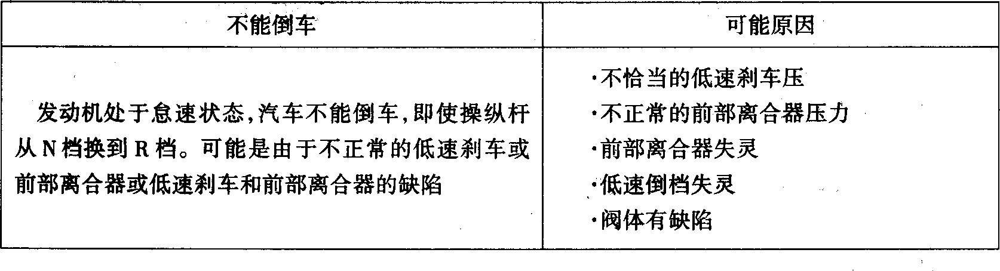 不能倒车
可能原因
发动机处于怠速状态,汽车不能倒车,即使操纵杆
从N档换到R档。可能是由于不正常的低速刹车或
前部离合器或低速刹车和前部离合器的缺陷
·不恰当的低速刹车压
·不正常的前部离合器压力
·前部离合器失灵
·低速倒档失灵
·阀体有缺陷